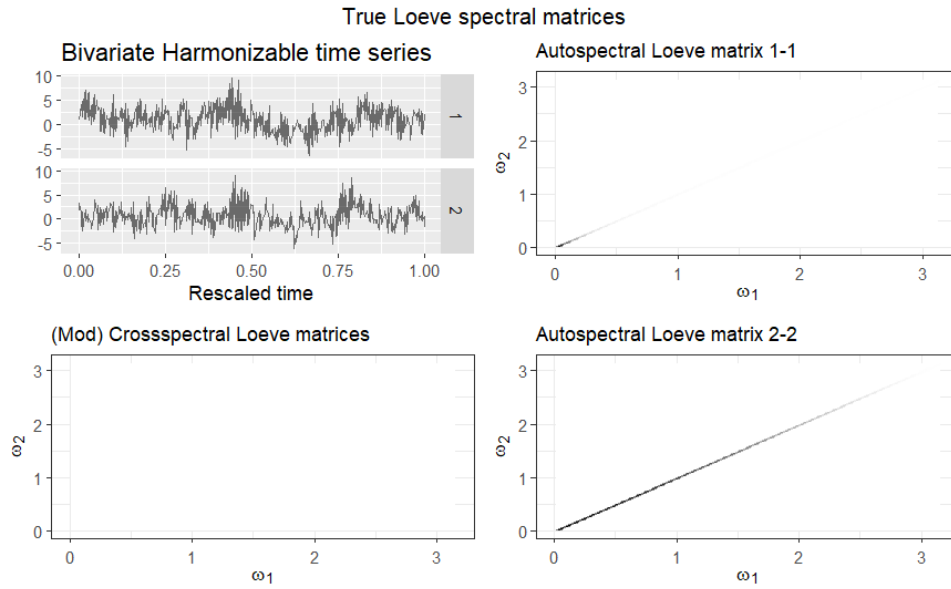 True Loeve spectral matrices
Bivariate Harmonizable time series
10
5
0
-5
1
10
5
0
-5
2
0.00 0.25 0.50 0.75 1.00
Rescaled time
Autospectral Loeve matrix 1-1
3
2
1
0
ω2
0 1 2 3
ω1
(Mod) Crossspectral Loeve matrices
3
2
1
0
ω2
0 1 2 3
ω1
Autospectral Loeve matrix 2-2
3
2
1
0
ω2
0 1 2 3
ω1